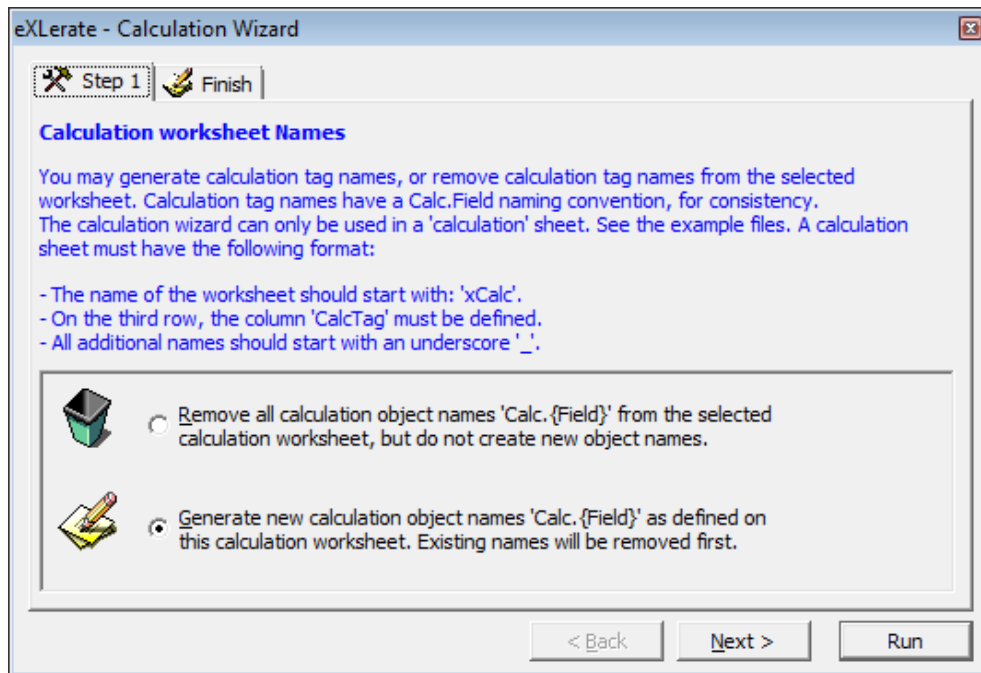 eXLerate - Calculation Wizard
Step 1
Finish
Calculation worksheet Names
You may generate calculation tag names, or remove calculation tag names from the selected
worksheet. Calculation tag names have a Calc.Field naming convention, for consistency.
The calculation wizard can only be used in a 'calculation' sheet. See the example files. A calculation
sheet must have the following format:
- The name of the worksheet should start with: 'xCalc'.
- On the third row, the column 'CalcTag' must be defined.
- All additional names should start with an underscore '_'.
Remove all calculation object names 'Calc.{Field}' from the selected
calculation worksheet, but do not create new object names.
Generate new calculation object names 'Calc.{Field}' as defined on
this calculation worksheet. Existing names will be removed first.
< Back
Next >
Run